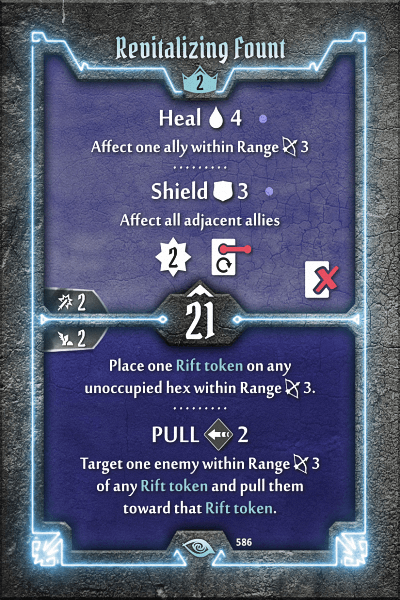 Revitalizing Fount
2
Heal 4
Affect one ally within Range 3
Shield 3
Affect all adjacent allies
2
2
21
2
Place one Rift token on any
unoccupied hex within Range 3.
PULL 2
Target one enemy within Range 3
of any Rift token and pull them
toward that Rift token.
586